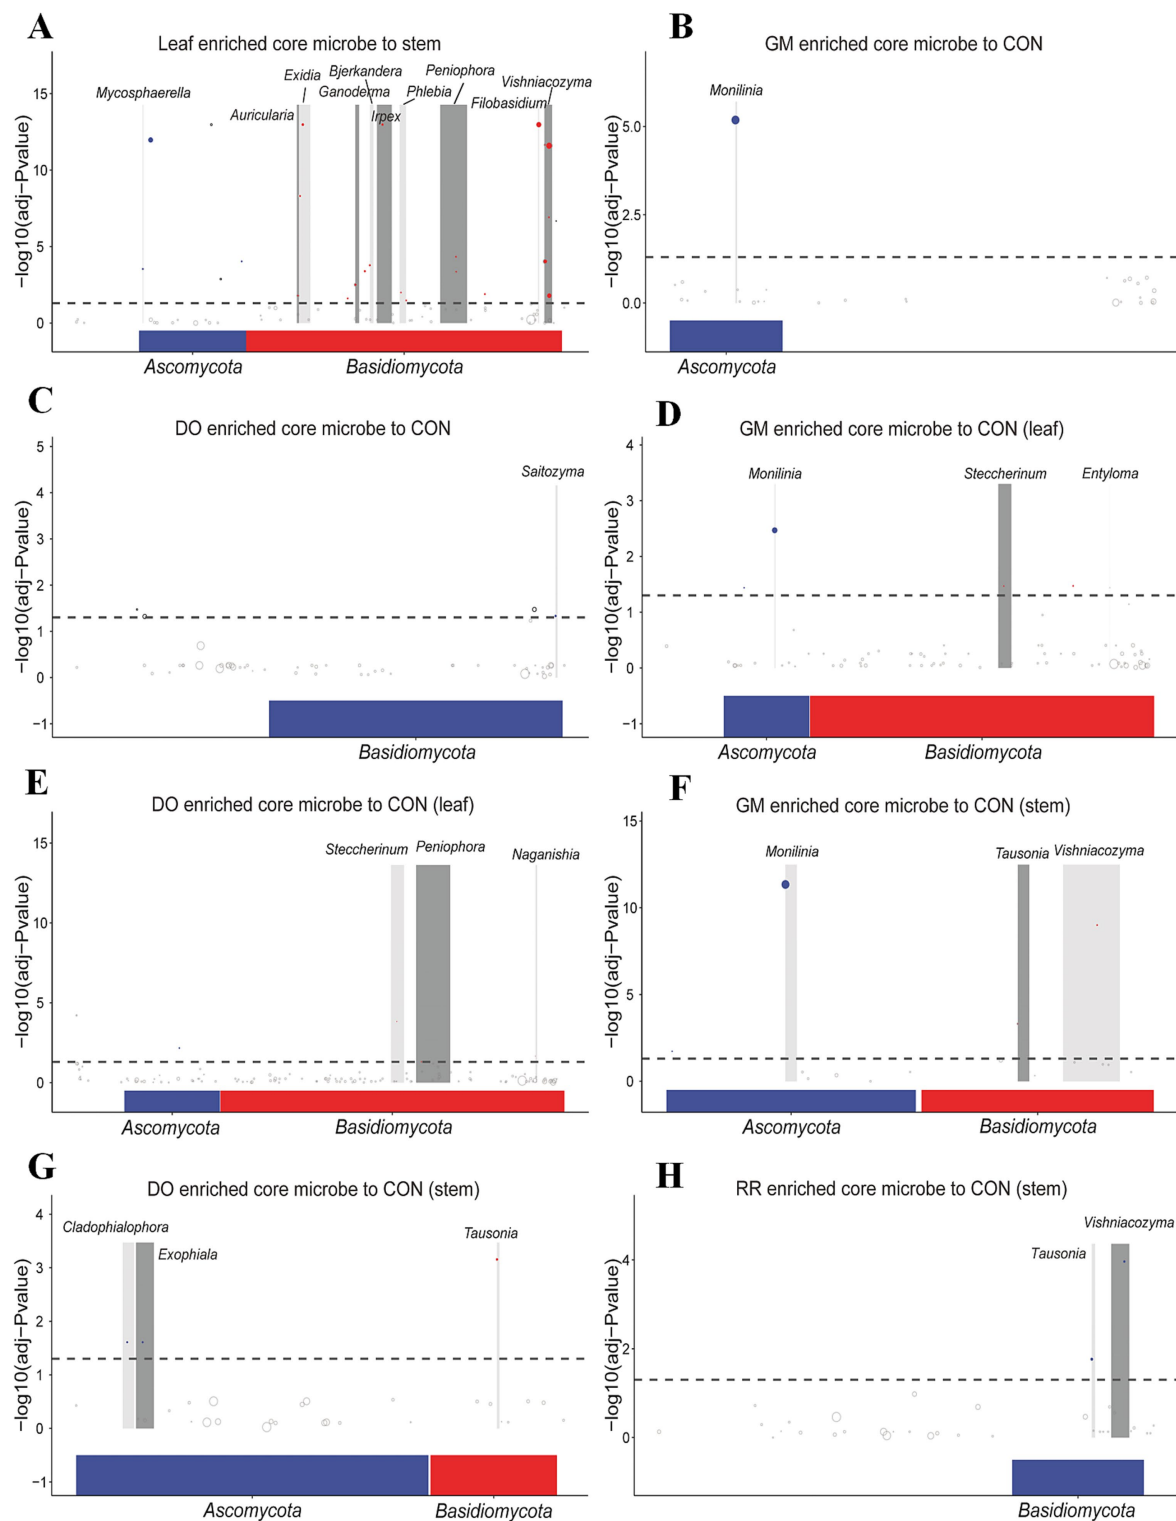 A
Leaf enriched core microbe to stem
−log10(adj−Pvalue)
15
10
5
0
Mycosphaerella
Auricularia
Exidia
Ganoderma
Bjerkandera
Irpex
Phlebia
Peniophora
Filobasidium
Vishniacozyma
Ascomycota
Basidiomycota
B
GM enriched core microbe to CON
−log10(adj−Pvalue)
5.0
2.5
0.0
Monilinia
Ascomycota
C
DO enriched core microbe to CON
−log10(adj−Pvalue)
5
4
3
2
1
0
−1
Saitozyma
Basidiomycota
D
GM enriched core microbe to CON (leaf)
−log10(adj−Pvalue)
4
3
2
1
0
−1
Monilinia
Steccherinum
Entyloma
Ascomycota
Basidiomycota
E
DO enriched core microbe to CON (leaf)
−log10(adj−Pvalue)
15
10
5
0
Steccherinum
Peniophora
Naganishia
Ascomycota
Basidiomycota
F
GM enriched core microbe to CON (stem)
−log10(adj−Pvalue)
15
10
5
0
Monilinia
Tausonia
Vishniacozyma
Ascomycota
Basidiomycota
G
DO enriched core microbe to CON (stem)
−log10(adj−Pvalue)
4
3
2
1
0
−1
Cladophialophora
Exophiala
Tausonia
Ascomycota
Basidiomycota
H
RR enriched core microbe to CON (stem)
−log10(adj−Pvalue)
4
2
0
Vishniacozyma
Tausonia
Basidiomycota